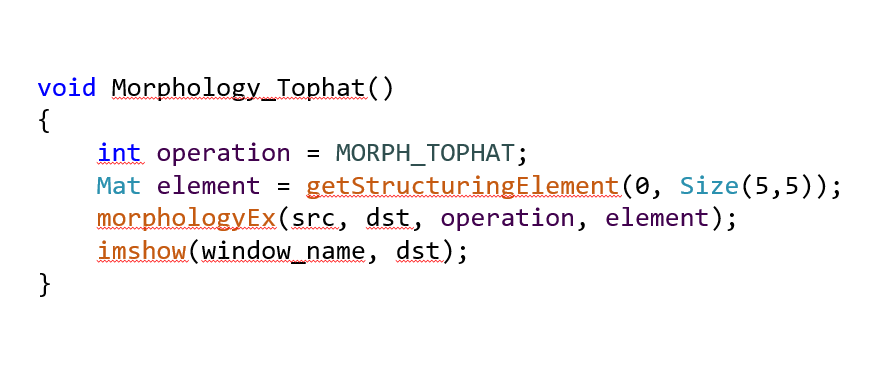 void Morphology_Tophat()
{
int operation = MORPH_TOPHAT;
Mat element = getStructuringElement(0, Size(5,5));
morphologyEx(src, dst, operation, element);
imshow(window_name, dst);
}